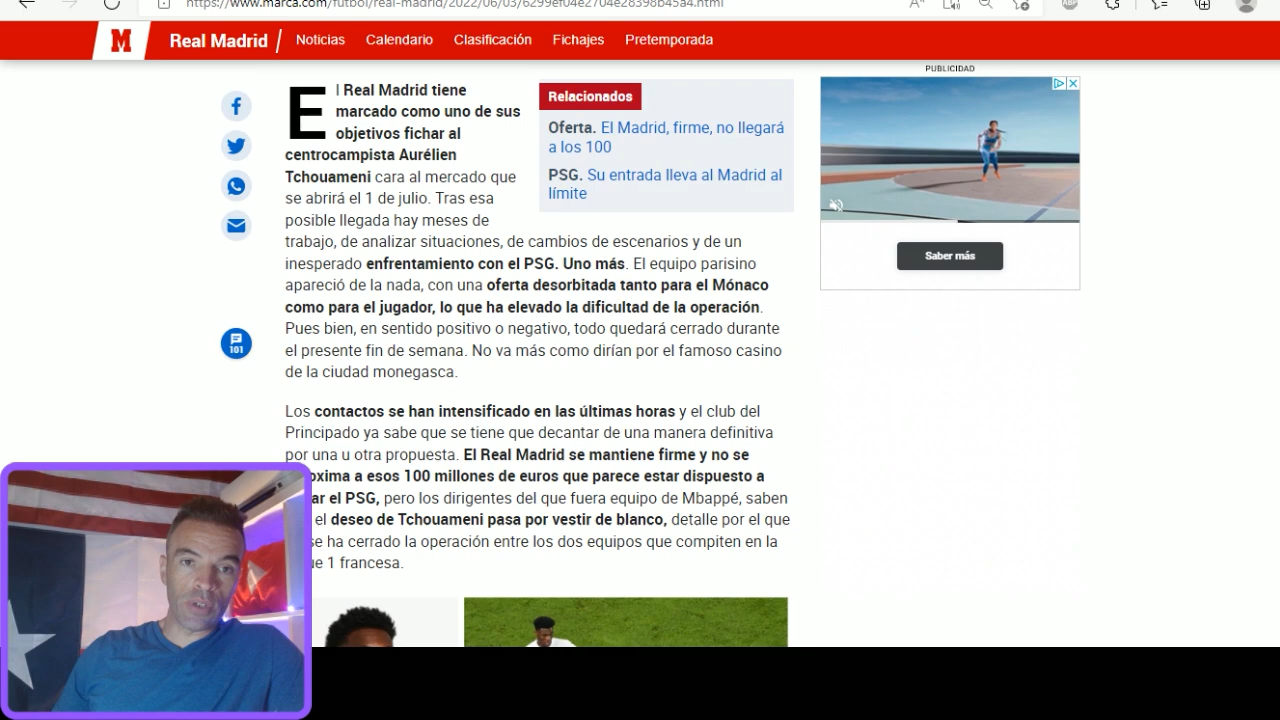 https://www.marca.com/futbol/real-madrid/2022/06/03/6299ef04e2704e28398b45a4.html
M Real Madrid Noticias Calendario Clasificación Fichajes Pretemporada
El Real Madrid tiene
marcado como uno de sus
objetivos fichar al
centrocampista Aurélien
Tchouameni cara al mercado que
se abrirá el 1 de julio. Tras esa
posible llegada hay meses de
trabajo, de analizar situaciones, de cambios de escenarios y de un
inesperado enfrentamiento con el PSG. Uno más. El equipo parisino
apareció de la nada, con una oferta desorbitada tanto para el Mónaco
como para el jugador, lo que ha elevado la dificultad de la operación.
Pues bien, en sentido positivo o negativo, todo quedará cerrado durante
el presente fin de semana. No va más como dirían por el famoso casino
de la ciudad monegasca.
Relacionados
Oferta. El Madrid, firme, no llegará
a los 100
PSG. Su entrada lleva al Madrid al
límite
PUBLICIDAD
Saber más
101
Los contactos se han intensificado en las últimas horas y el club del
Principado ya sabe que se tiene que decantar de una manera definitiva
por una u otra propuesta. El Real Madrid se mantiene firme y no se
oxima a esos 100 millones de euros que parece estar dispuesto a
ar el PSG, pero los dirigentes del que fuera equipo de Mbappé, saben
el deseo de Tchouameni pasa por vestir de blanco, detalle por el que
se ha cerrado la operación entre los dos equipos que compiten en la
ue 1 francesa.